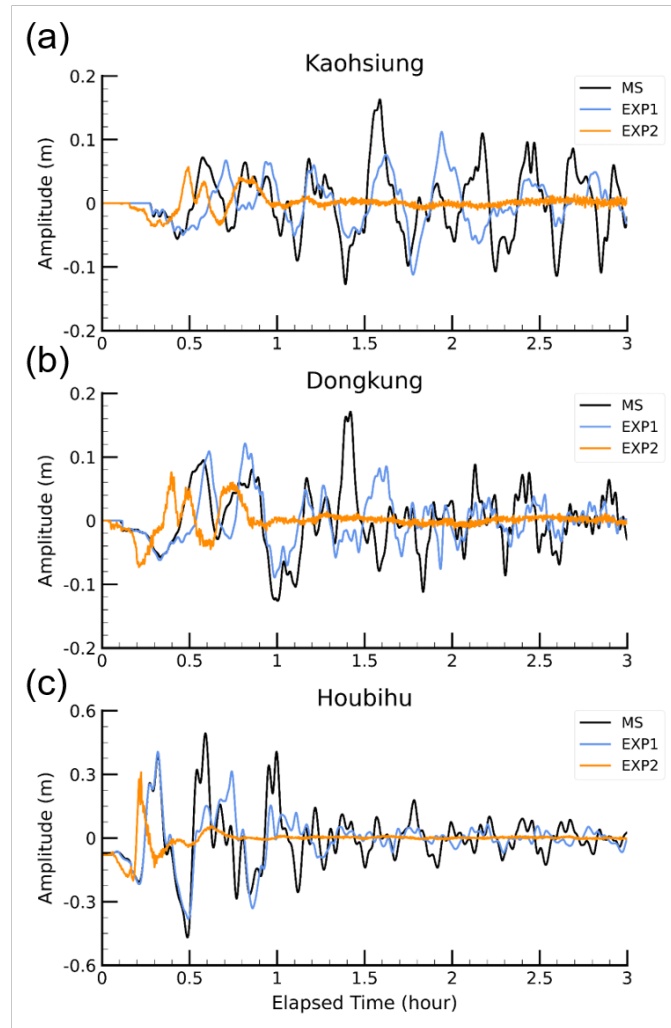 (a)
Kaohsiung
0.2
0.1
0
-0.1
-0.2
Amplitude (m)
MS
EXP1
EXP2
0 0.5 1 1.5 2 2.5 3
(b)
Dongkung
0.2
0.1
0
-0.1
-0.2
Amplitude (m)
MS
EXP1
EXP2
0 0.5 1 1.5 2 2.5 3
(c)
Houbihu
0.6
0.3
0
-0.3
-0.6
Amplitude (m)
MS
EXP1
EXP2
0 0.5 1 1.5 2 2.5 3
Elapsed Time (hour)